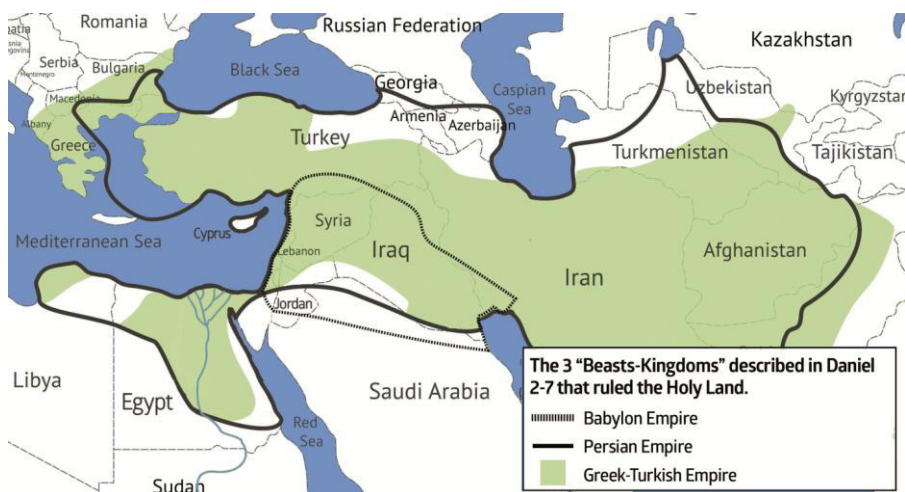 Romania
Russian Federation
Kazakhstan
Croatia
Serbia
Montenegro
Bulgaria
Black Sea
Georgia
Caspian
Sea
Uzbekistan
Kyrgyzstan
Macedonia
Albany
Armenia
Azerbaijan
Greece
Turkey
Turkmenistan
Tajikistan
Mediterranean Sea
Cyprus
Syria
Lebanon
Iraq
Iran
Afghanistan
Jordan
Libya
Egypt
Saudi Arabia
Red
Sea
Sudan
The 3 “Beasts-Kingdoms” described in Daniel
2-7 that ruled the Holy Land.
Babylon Empire
Persian Empire
Greek-Turkish Empire